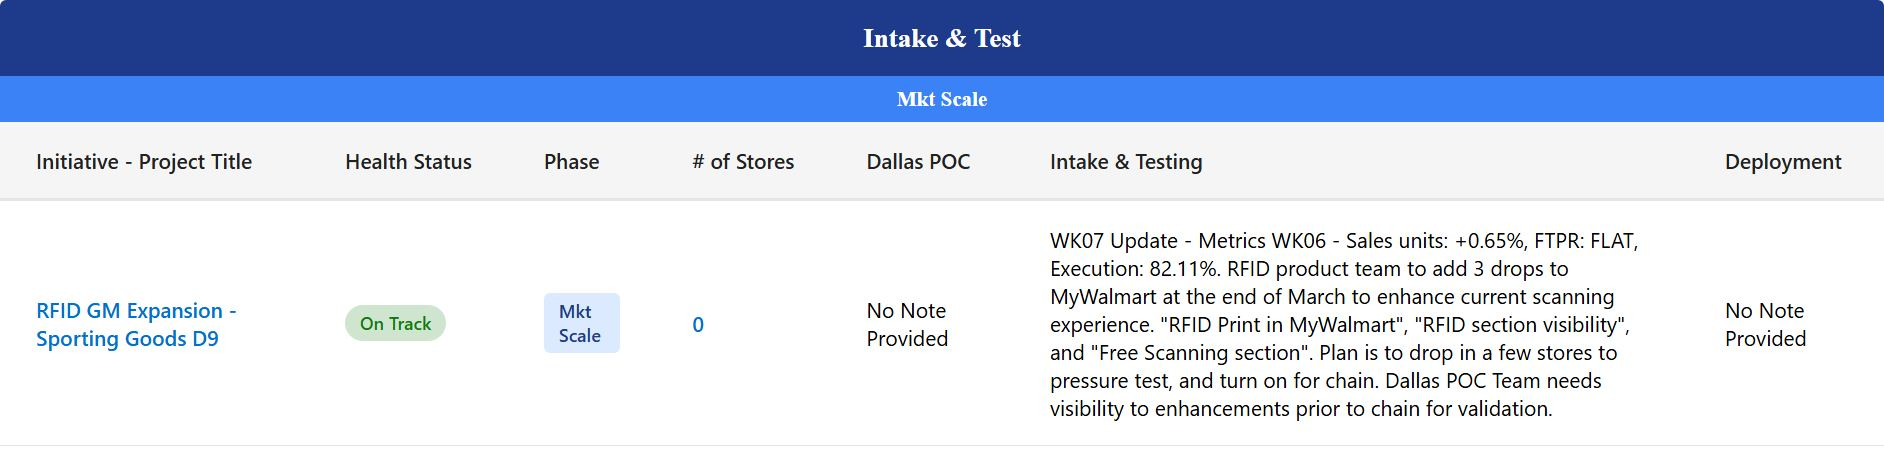 Intake & Test
Mkt Scale
Initiative - Project Title
Health Status
Phase
# of Stores
Dallas POC
Intake & Testing
Deployment
RFID GM Expansion -
Sporting Goods D9
On Track
Mkt
Scale
0
No Note
Provided
WK07 Update - Metrics WK06 - Sales units: +0.65%, FTPR: FLAT,
Execution: 82.11%. RFID product team to add 3 drops to
MyWalmart at the end of March to enhance current scanning
experience. "RFID Print in MyWalmart", "RFID section visibility",
and "Free Scanning section". Plan is to drop in a few stores to
pressure test, and turn on for chain. Dallas POC Team needs
visibility to enhancements prior to chain for validation.
No Note
Provided